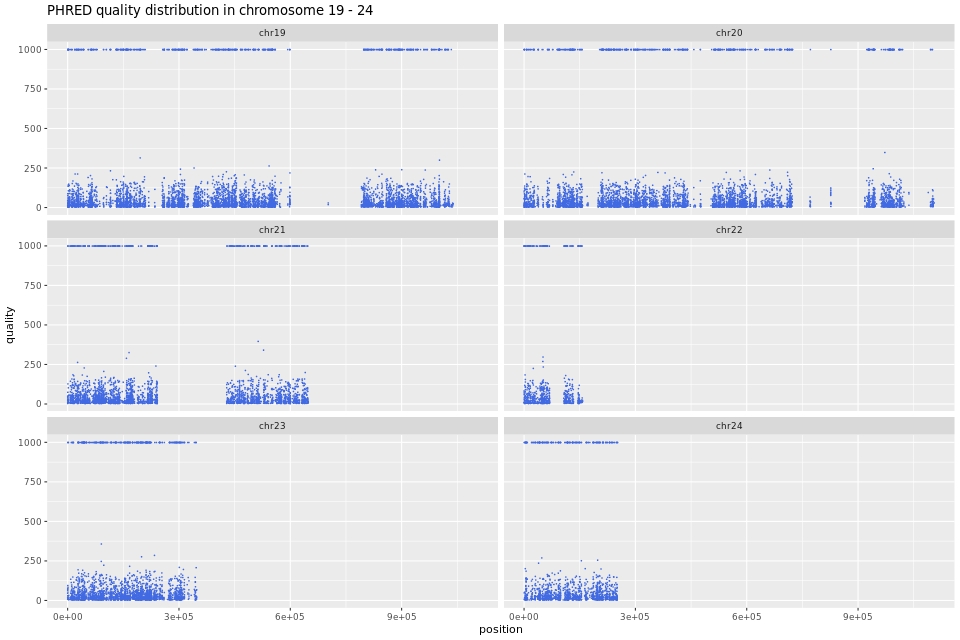 PHRED quality distribution in chromosome 19 - 24
chr19
chr20
1000
750
500
250
0
chr21
chr22
1000
750
500
250
0
quality
chr23
chr24
1000
750
500
250
0
0e+00 3e+05 6e+05 9e+05 0e+00 3e+05 6e+05 9e+05
position